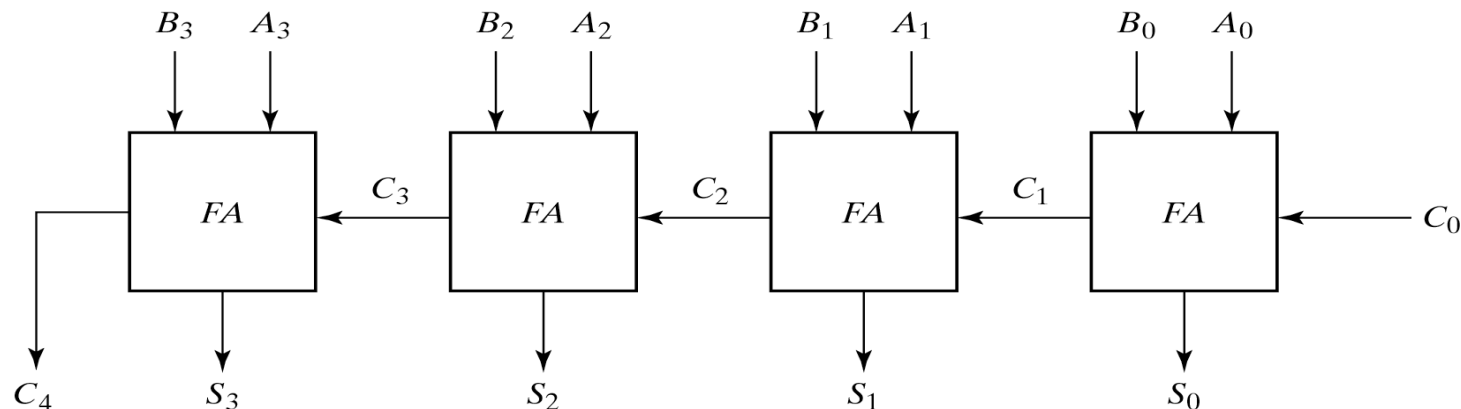 B₃ A₃ B₂ A₂ B₁ A₁ B₀ A₀
FA C₃ FA C₂ FA C₁ FA C₀
C₄ S₃ S₂ S₁ S₀